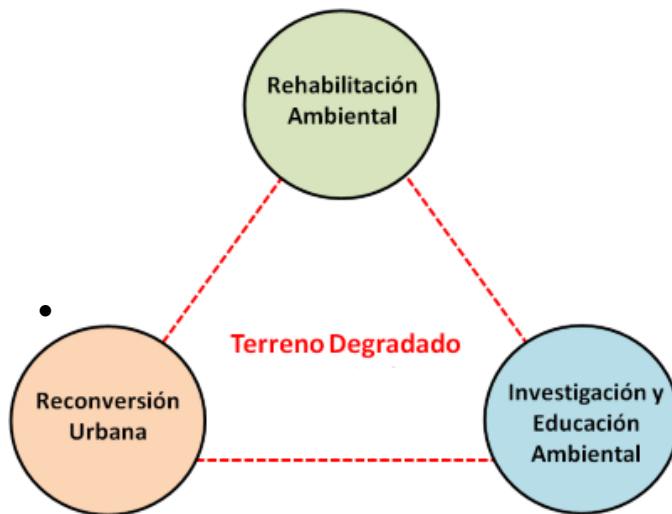 Rehabilitación
Ambiental
Terreno Degradado
Reconversión
Urbana
Investigación y
Educación
Ambiental